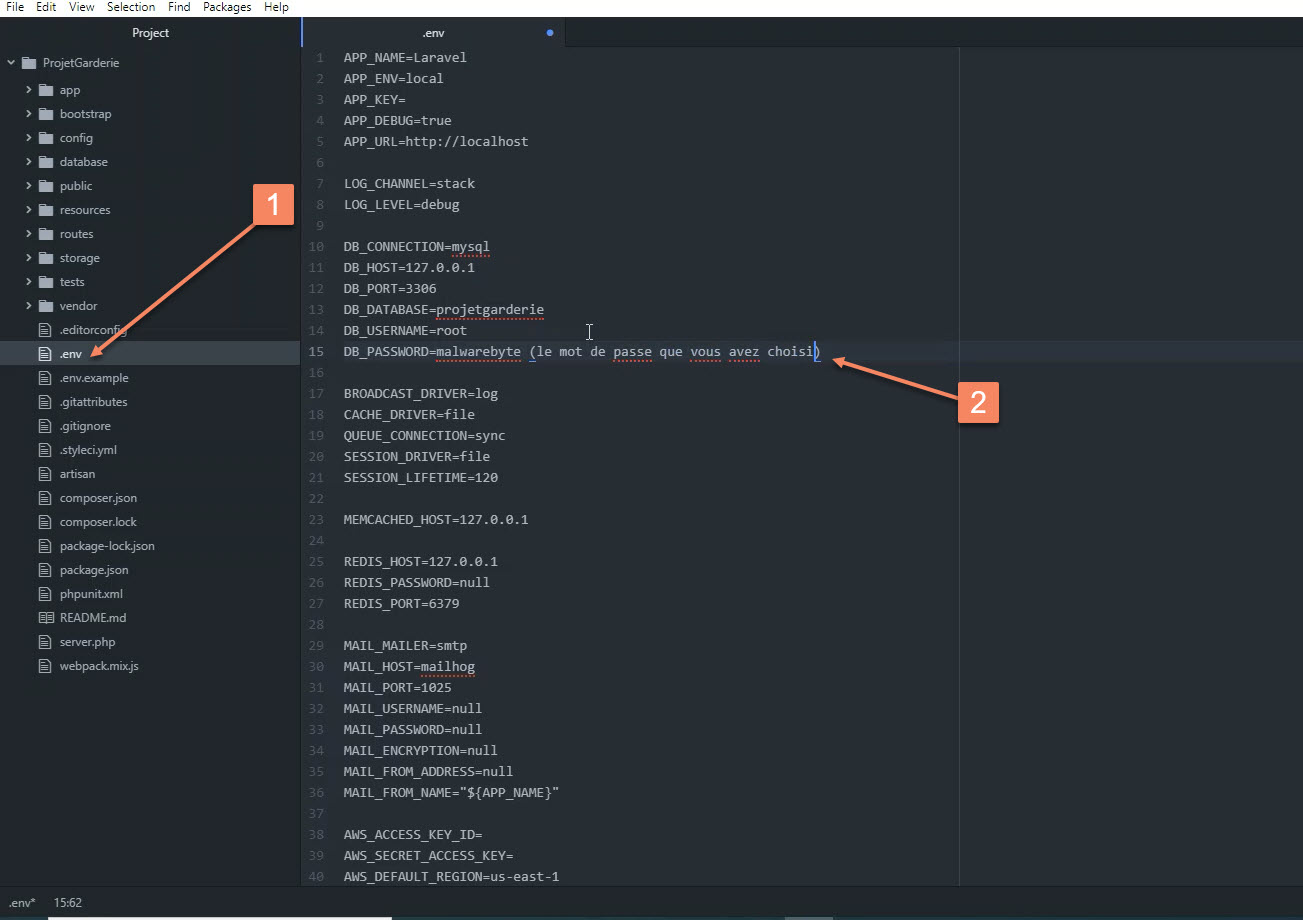 File Edit View Selection Find Packages Help
Project
ProjetGarderie
app
bootstrap
config
database
public
resources
routes
storage
tests
vendor
.editorconfig
.env
.env.example
.gitattributes
.gitignore
.styleci.yml
artisan
composer.json
composer.lock
package-lock.json
package.json
phpunit.xml
README.md
server.php
webpack.mix.js
1
.env
1 APP_NAME=Laravel
2 APP_ENV=local
3 APP_KEY=
4 APP_DEBUG=true
5 APP_URL=http://localhost
6
7 LOG_CHANNEL=stack
8 LOG_LEVEL=debug
9
10 DB_CONNECTION=mysql
11 DB_HOST=127.0.0.1
12 DB_PORT=3306
13 DB_DATABASE=projetgarderie
14 DB_USERNAME=root
15 DB_PASSWORD=malwarebyte (le mot de passe que vous avez choisi)
16
17 BROADCAST_DRIVER=log
18 CACHE_DRIVER=file
19 QUEUE_CONNECTION=sync
20 SESSION_DRIVER=file
21 SESSION_LIFETIME=120
22
23 MEMCACHED_HOST=127.0.0.1
24
25 REDIS_HOST=127.0.0.1
26 REDIS_PASSWORD=null
27 REDIS_PORT=6379
28
29 MAIL_MAILER=smtp
30 MAIL_HOST=mailhog
31 MAIL_PORT=1025
32 MAIL_USERNAME=null
33 MAIL_PASSWORD=null
34 MAIL_ENCRYPTION=null
35 MAIL_FROM_ADDRESS=null
36 MAIL_FROM_NAME="${APP_NAME}"
37
38 AWS_ACCESS_KEY_ID=
39 AWS_SECRET_ACCESS_KEY=
40 AWS_DEFAULT_REGION=us-east-1
2
.env* 15:62